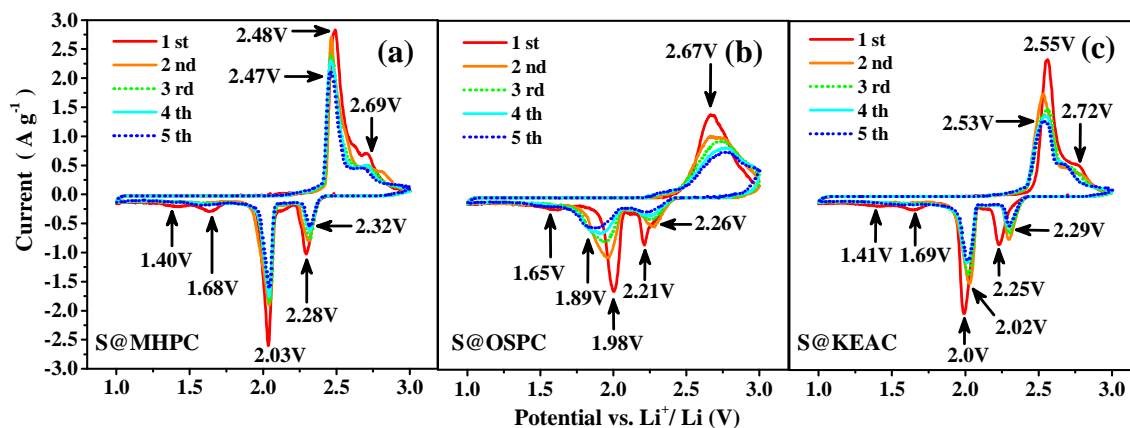 Current ( A g⁻¹)
3.0
2.5
2.0
1.5
1.0
0.5
0.0
-0.5
-1.0
-1.5
-2.0
-2.5
-3.0
(a)
1 st
2 nd
3 rd
4 th
5 th
2.48V
2.47V
2.69V
1.40V
1.68V
2.03V
2.28V
2.32V
S@MHPC
1.0 1.5 2.0 2.5 3.0
(b)
1 st
2 nd
3 rd
4 th
5 th
2.67V
1.65V
1.89V
1.98V
2.21V
2.26V
S@OSPC
1.0 1.5 2.0 2.5 3.0
(c)
1 st
2 nd
3 rd
4 th
5 th
2.55V
2.53V
2.72V
1.41V
1.69V
2.0V
2.02V
2.25V
2.29V
S@KEAC
1.0 1.5 2.0 2.5 3.0
Potential vs. Li⁺/ Li (V)